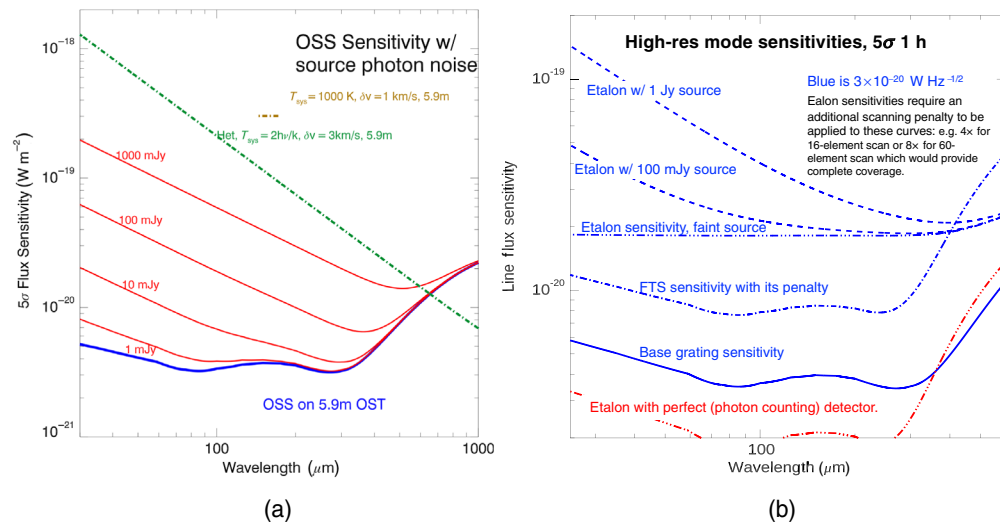 OSS Sensitivity w/
source photon noise
T_sys = 1000 K, δv = 1 km/s, 5.9m
Het, T_sys = 2hν/k, δv = 3km/s, 5.9m
1000 mJy
100 mJy
10 mJy
1 mJy
OSS on 5.9m OST
5σ Flux Sensitivity (W m⁻²)
10⁻¹⁸
10⁻¹⁹
10⁻²⁰
10⁻²¹
100
1000
Wavelength (μm)
(a)
High-res mode sensitivities, 5σ 1 h
Blue is 3×10⁻²⁰ W Hz⁻¹/²
Ealon sensitivities require an
additional scanning penalty to
be applied to these curves: e.g. 4× for
16-element scan or 8× for 60-
element scan which would provide
complete coverage.
Etalon w/ 1 Jy source
Etalon w/ 100 mJy source
Etalon sensitivity, faint source
FTS sensitivity with its penalty
Base grating sensitivity
Etalon with perfect (photon counting) detector.
Line flux sensitivity
10⁻¹⁹
10⁻²⁰
100
Wavelength (μm)
(b)